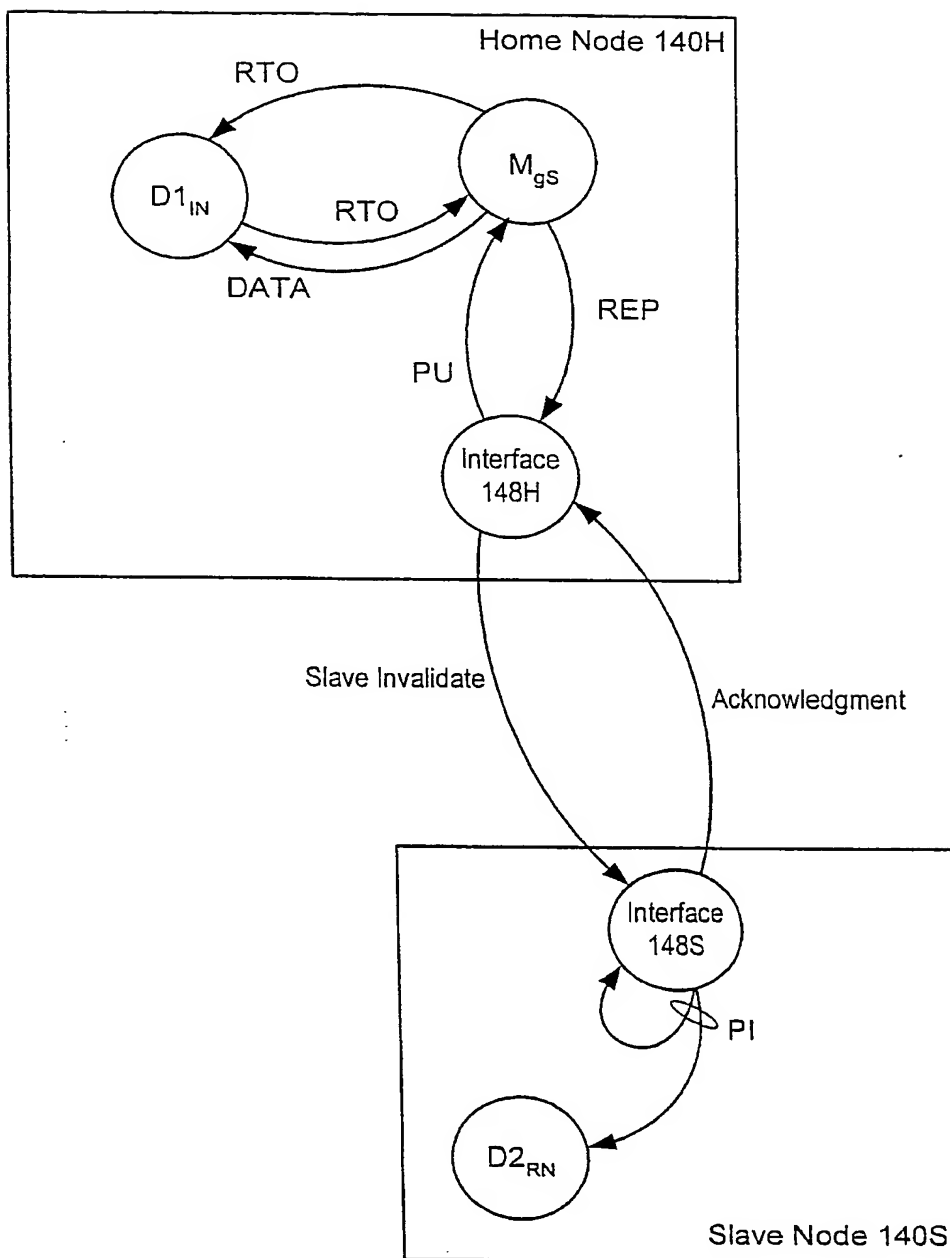 Home Node 140H
RTO
D1IN
MgS
RTO
DATA
REP
PU
Interface
148H
Slave Invalidate
Acknowledgment
Interface
148S
PI
D2RN
Slave Node 140S